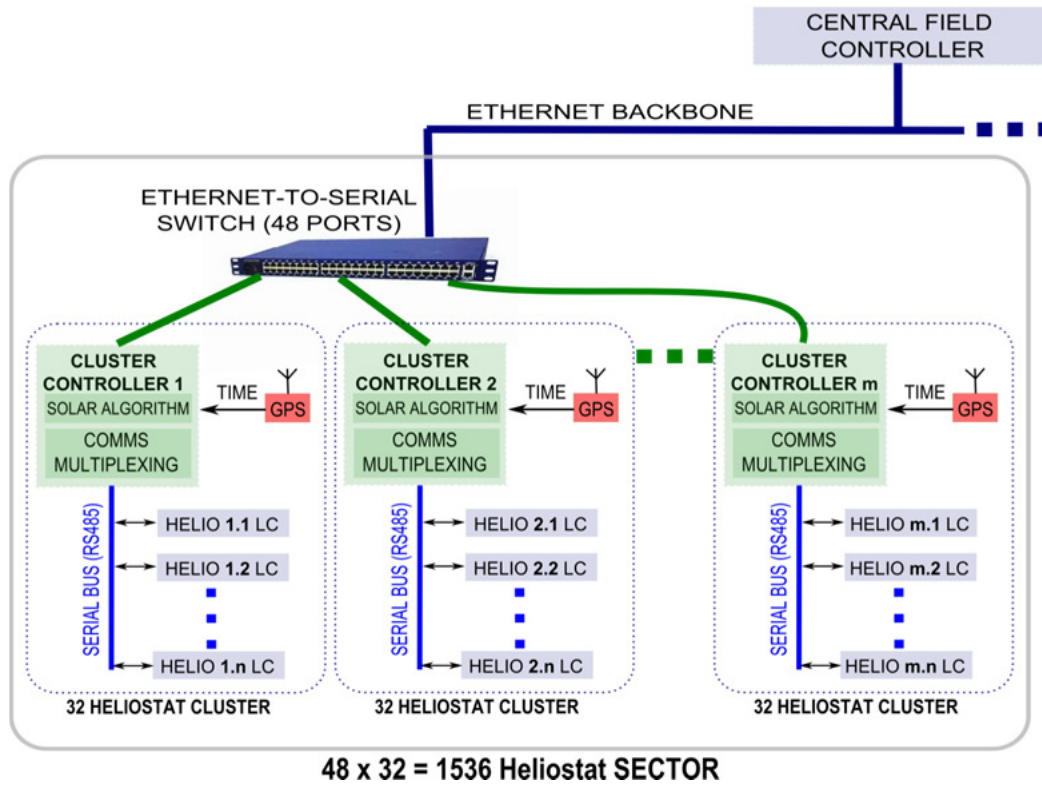 CENTRAL FIELD
CONTROLLER
ETHERNET BACKBONE
ETHERNET-TO-SERIAL
SWITCH (48 PORTS)
CLUSTER
CONTROLLER 1
SOLAR ALGORITHM
COMMS
MULTIPLEXING
TIME
GPS
SERIAL BUS (RS485)
HELIO 1.1 LC
HELIO 1.2 LC
HELIO 1.n LC
32 HELIOSTAT CLUSTER
CLUSTER
CONTROLLER 2
SOLAR ALGORITHM
COMMS
MULTIPLEXING
TIME
GPS
SERIAL BUS (RS485)
HELIO 2.1 LC
HELIO 2.2 LC
HELIO 2.n LC
32 HELIOSTAT CLUSTER
CLUSTER
CONTROLLER m
SOLAR ALGORITHM
COMMS
MULTIPLEXING
TIME
GPS
SERIAL BUS (RS485)
HELIO m.1 LC
HELIO m.2 LC
HELIO m.n LC
32 HELIOSTAT CLUSTER
48 x 32 = 1536 Heliostat SECTOR